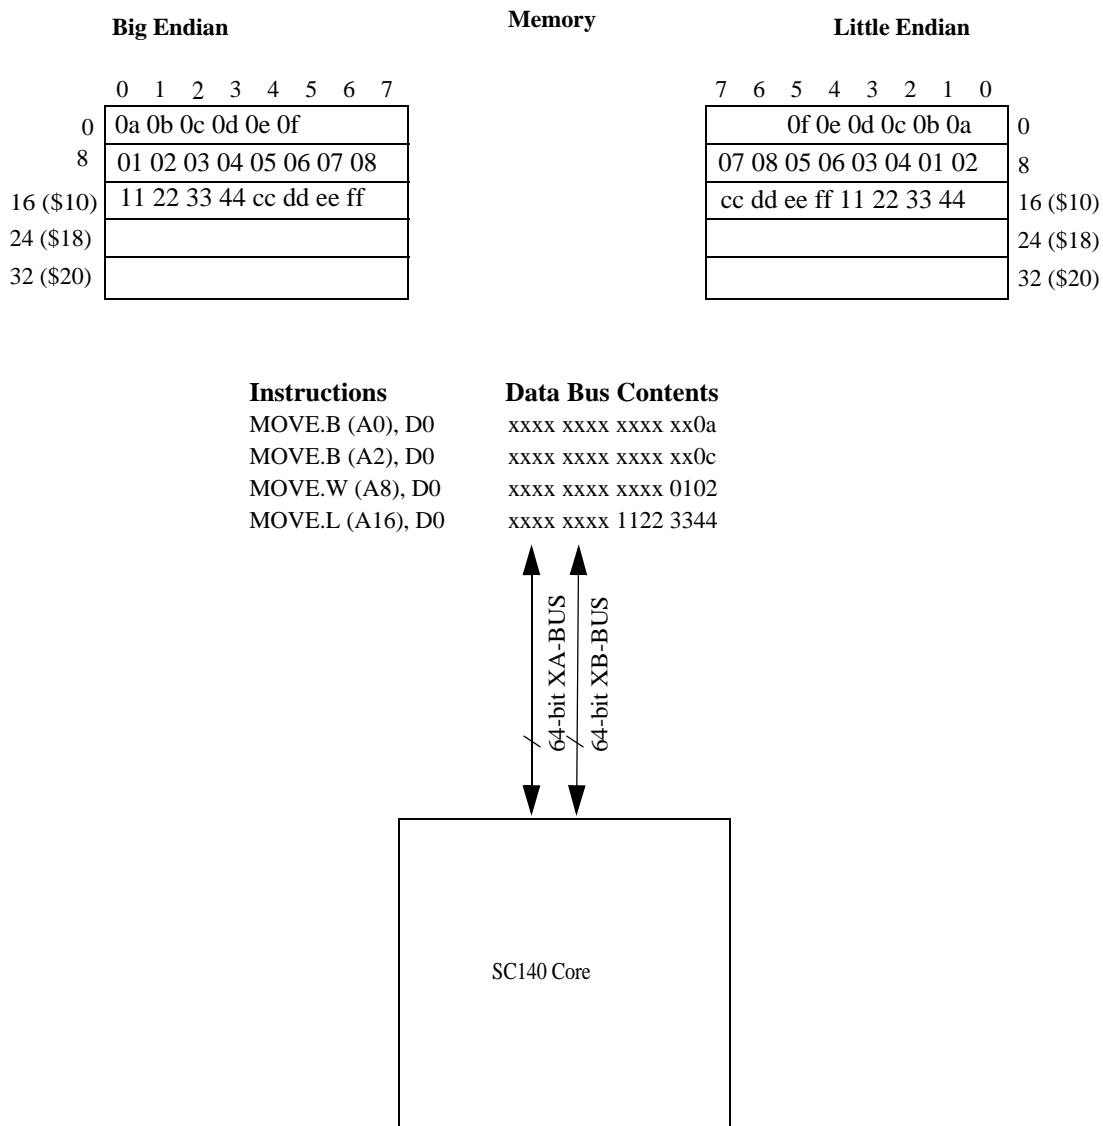 Memory
Big Endian Little Endian
0 1 2 3 4 5 6 7 7 6 5 4 3 2 1 0
0 0a 0b 0c 0d 0e 0f 0f 0e 0d 0c 0b 0a 0
8 01 02 03 04 05 06 07 08 07 08 05 06 03 04 01 02 8
16 ($10) 11 22 33 44 cc dd ee ff cc dd ee ff 11 22 33 44 16 ($10)
24 ($18) 24 ($18)
32 ($20) 32 ($20)
Instructions Data Bus Contents
MOVE.B (A0), D0 xxxx xxxx xxxx xx0a
MOVE.B (A2), D0 xxxx xxxx xxxx xx0c
MOVE.W (A8), D0 xxxx xxxx xxxx 0102
MOVE.L (A16), D0 xxxx xxxx 1122 3344
64-bit XA-BUS
64-bit XB-BUS
SC140 Core